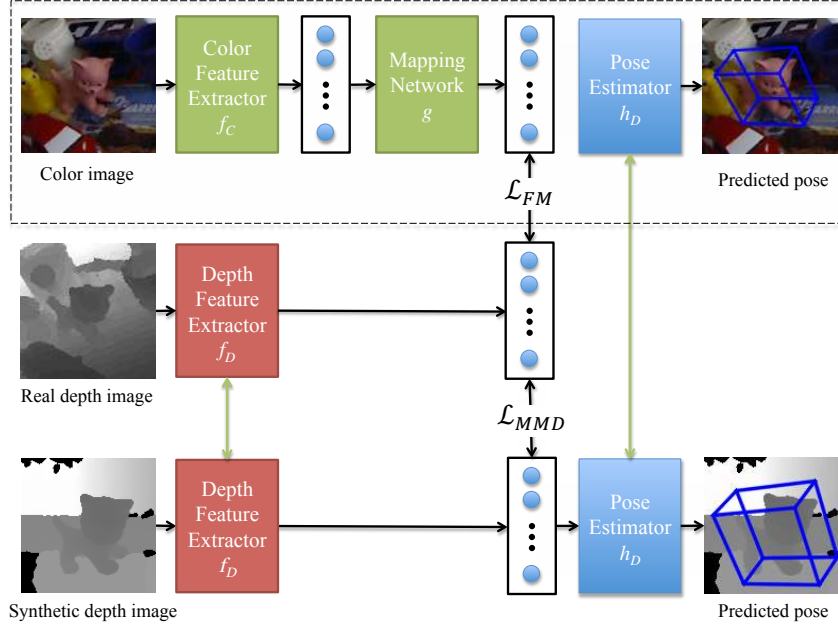 Color
Feature
Extractor
f_C
Mapping
Network
g
Pose
Estimator
h_D
Color image
Predicted pose
ℒ_FM
Depth
Feature
Extractor
f_D
Real depth image
ℒ_MMD
Depth
Feature
Extractor
f_D
Pose
Estimator
h_D
Synthetic depth image
Predicted pose